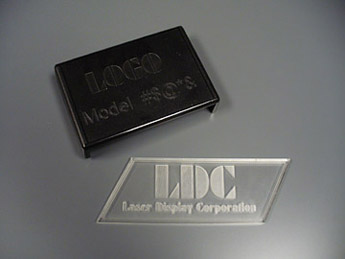 LOGO
Model #$@*&
LDC
Laser Display Corporation